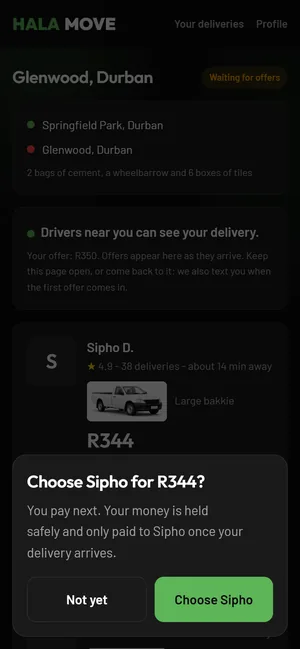 HALA MOVE Your deliveries Profile
Glenwood, Durban Waiting for offers
Springfield Park, Durban
Glenwood, Durban
2 bags of cement, a wheelbarrow and 6 boxes of tiles
Drivers near you can see your delivery.
Your offer: R350. Offers appear here as they arrive. Keep
this page open, or come back to it: we also text you when
the first offer comes in.
S
Sipho D.
★ 4.9 · 38 deliveries · about 14 min away
Large bakkie
R344
Choose Sipho for R344?
You pay next. Your money is held
safely and only paid to Sipho once your
delivery arrives.
Not yet Choose Sipho